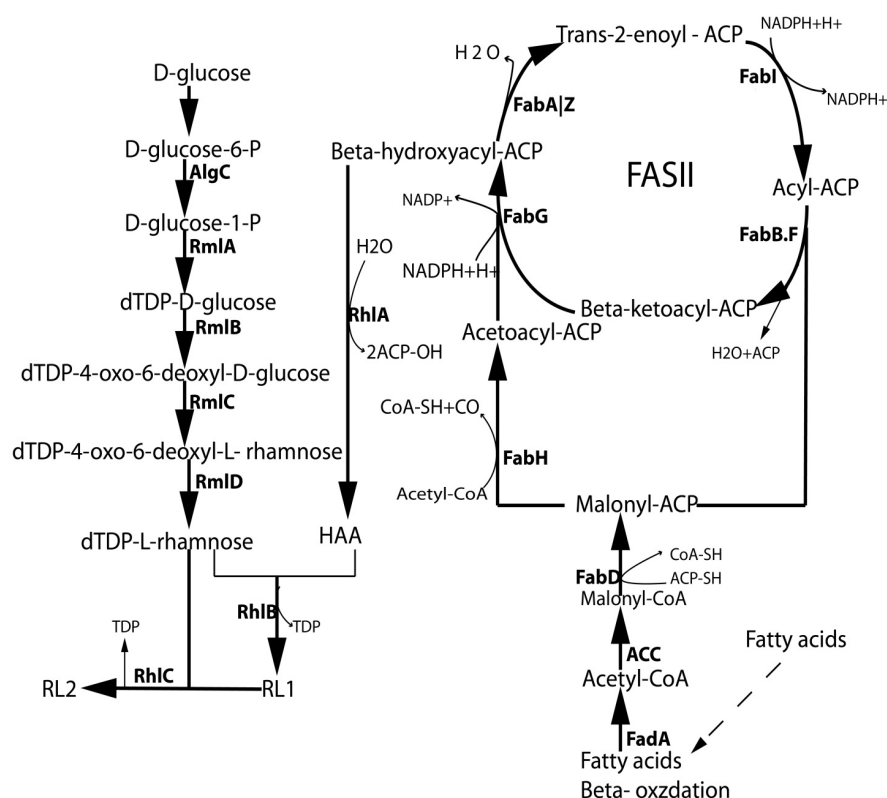 D-glucose
D-glucose-6-P
AlgC
D-glucose-1-P
RmlA
dTDP-D-glucose
RmlB
dTDP-4-oxo-6-deoxyl-D-glucose
RmlC
dTDP-4-oxo-6-deoxyl-L- rhamnose
RmlD
dTDP-L-rhamnose
HAA
RhlB
TDP
TDP
RhlC
RL2
RL1
Beta-hydroxyacyl-ACP
H2O
RhlA
2ACP-OH
Trans-2-enoyl - ACP
H 2 O
FabA|Z
NADPH+H+
FabI
NADPH+
FASII
Acyl-ACP
FabB.F
NADP+
FabG
NADPH+H+
Beta-ketoacyl-ACP
H2O+ACP
Acetoacyl-ACP
CoA-SH+CO
FabH
Acetyl-CoA
Malonyl-ACP
CoA-SH
FabD
ACP-SH
Malonyl-CoA
ACC
Acetyl-CoA
Fatty acids
FadA
Fatty acids
Beta- oxzdation